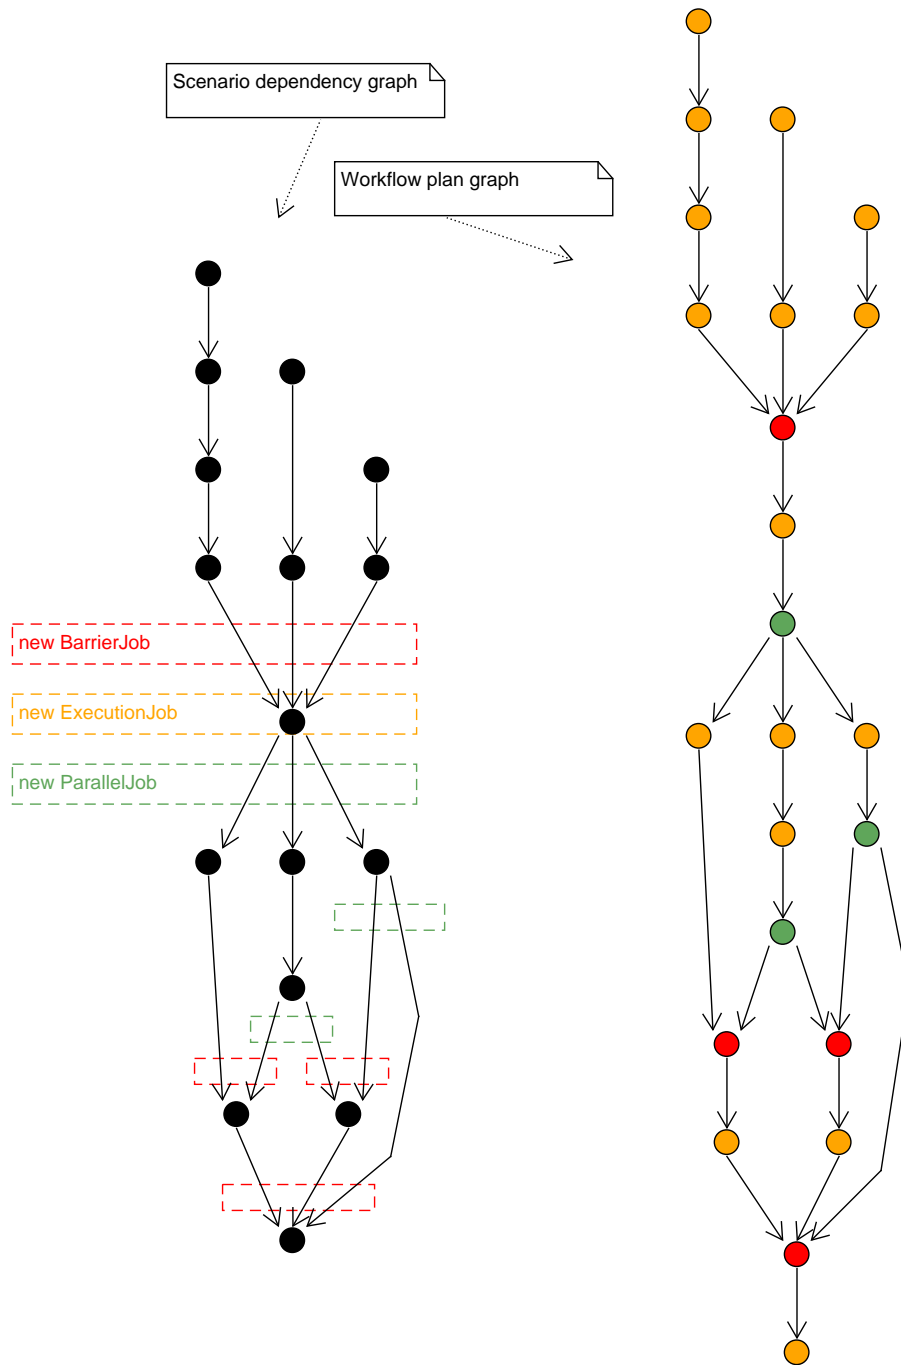 Scenario dependency graph
Workflow plan graph
new BarrierJob
new ExecutionJob
new ParallelJob